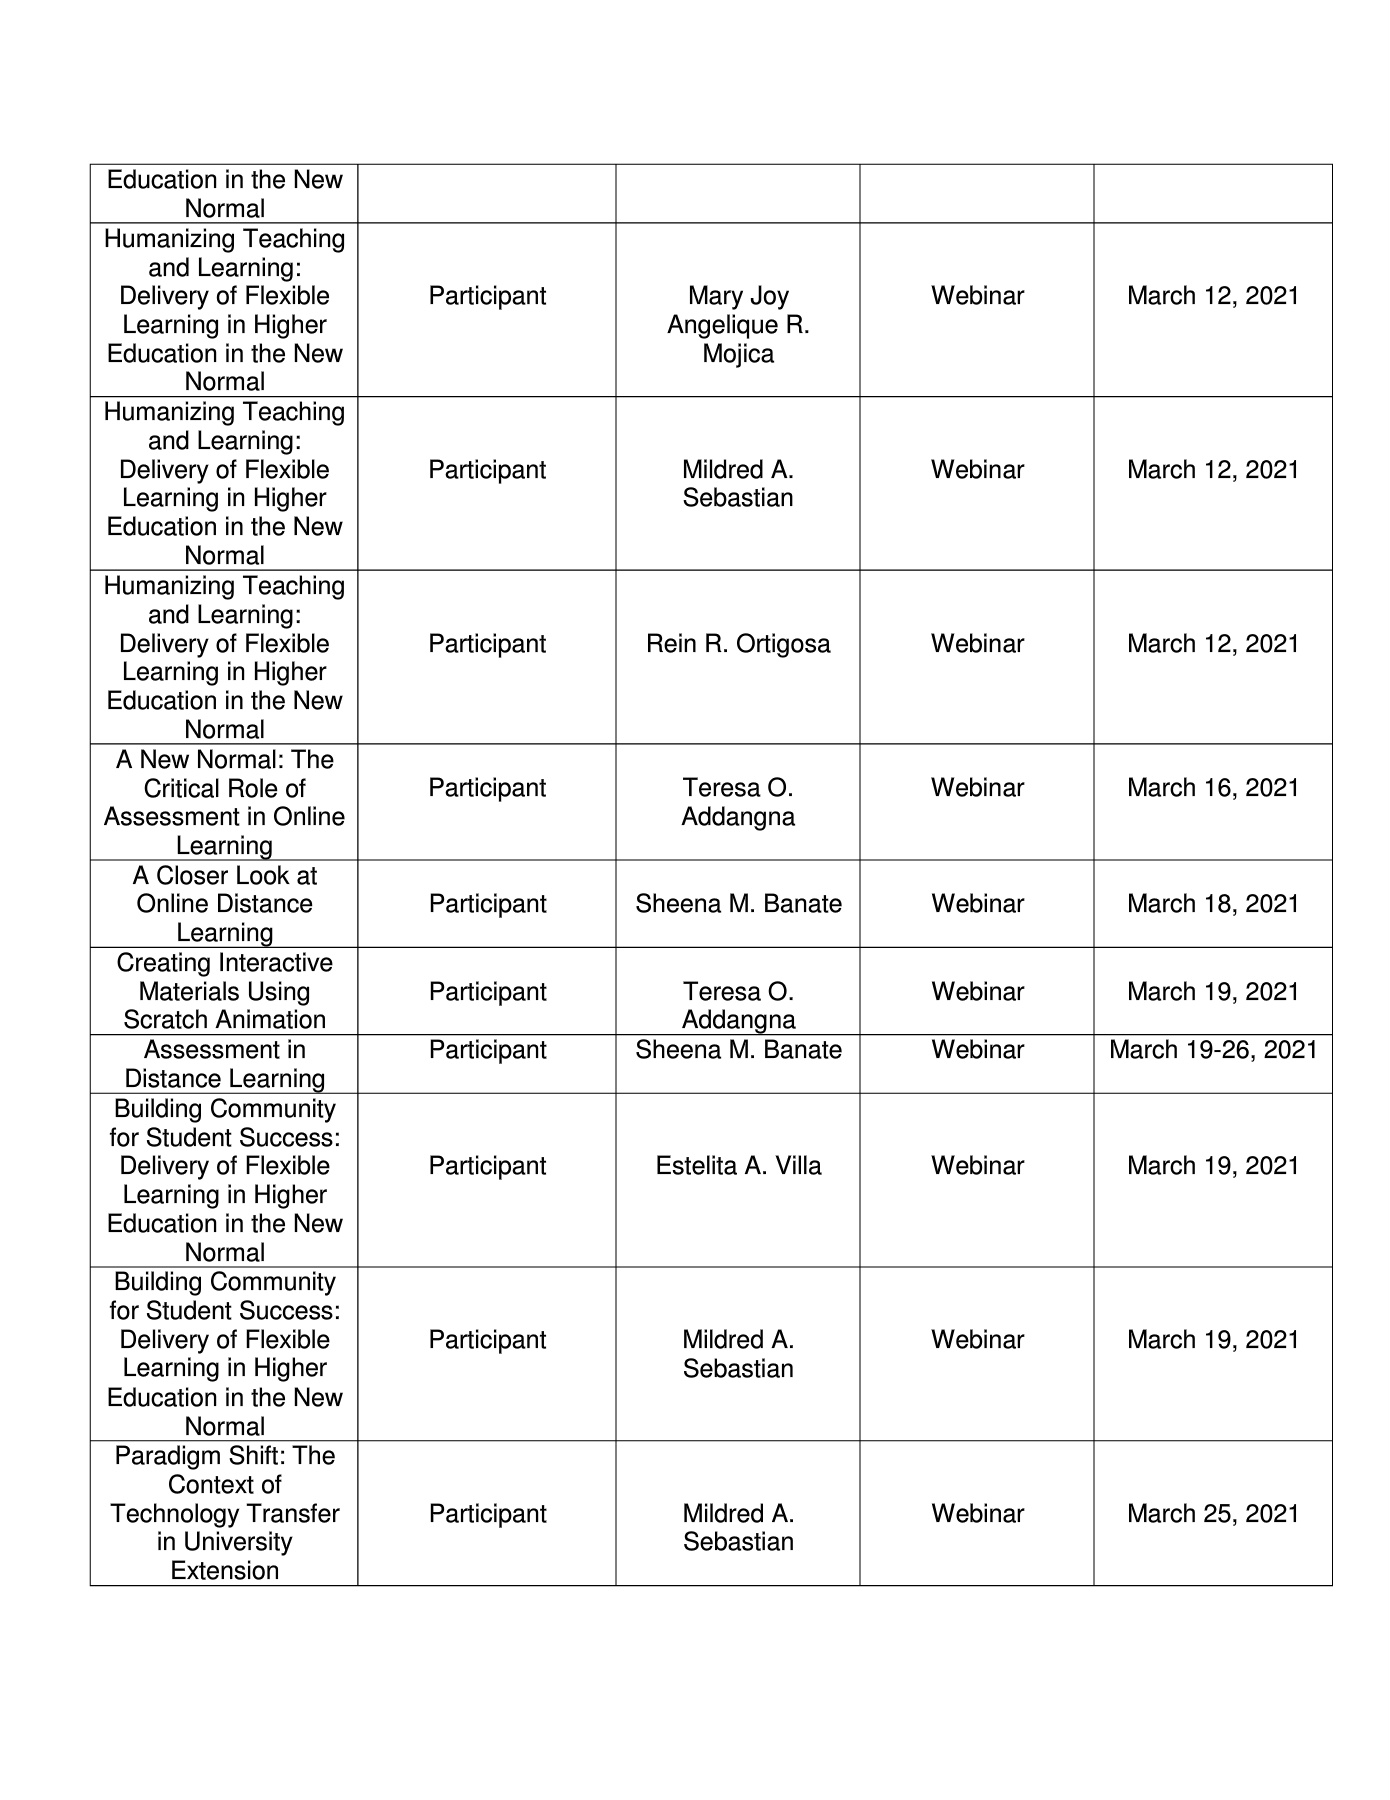 Education in the New
Normal
Humanizing Teaching
and Learning:
Delivery of Flexible
Learning in Higher
Education in the New
Normal
Participant
Mary Joy
Angelique R.
Mojica
Webinar
March 12, 2021
Humanizing Teaching
and Learning:
Delivery of Flexible
Learning in Higher
Education in the New
Normal
Participant
Mildred A.
Sebastian
Webinar
March 12, 2021
Humanizing Teaching
and Learning:
Delivery of Flexible
Learning in Higher
Education in the New
Normal
Participant
Rein R. Ortigosa
Webinar
March 12, 2021
A New Normal: The
Critical Role of
Assessment in Online
Learning
Participant
Teresa O.
Addangna
Webinar
March 16, 2021
A Closer Look at
Online Distance
Learning
Participant
Sheena M. Banate
Webinar
March 18, 2021
Creating Interactive
Materials Using
Scratch Animation
Participant
Teresa O.
Addangna
Webinar
March 19, 2021
Assessment in
Distance Learning
Participant
Sheena M. Banate
Webinar
March 19-26, 2021
Building Community
for Student Success:
Delivery of Flexible
Learning in Higher
Education in the New
Normal
Participant
Estelita A. Villa
Webinar
March 19, 2021
Building Community
for Student Success:
Delivery of Flexible
Learning in Higher
Education in the New
Normal
Participant
Mildred A.
Sebastian
Webinar
March 19, 2021
Paradigm Shift: The
Context of
Technology Transfer
in University
Extension
Participant
Mildred A.
Sebastian
Webinar
March 25, 2021